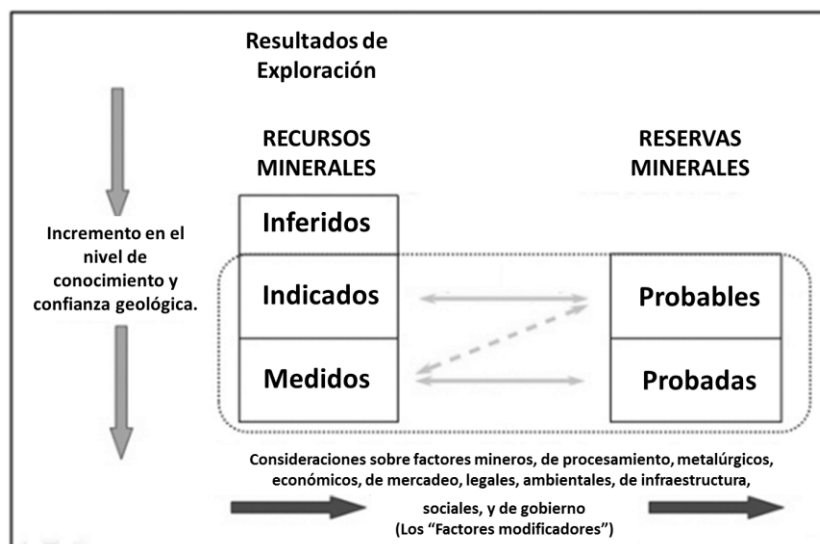 Resultados de
Exploración
RECURSOS
MINERALES
RESERVAS
MINERALES
Incremento en el
nivel de
conocimiento y
confianza geológica.
Inferidos
Indicados
Medidos
Probables
Probadas
Consideraciones sobre factores mineros, de procesamiento, metalúrgicos,
económicos, de mercadeo, legales, ambientales, de infraestructura,
sociales, y de gobierno
(Los “Factores modificadores”)